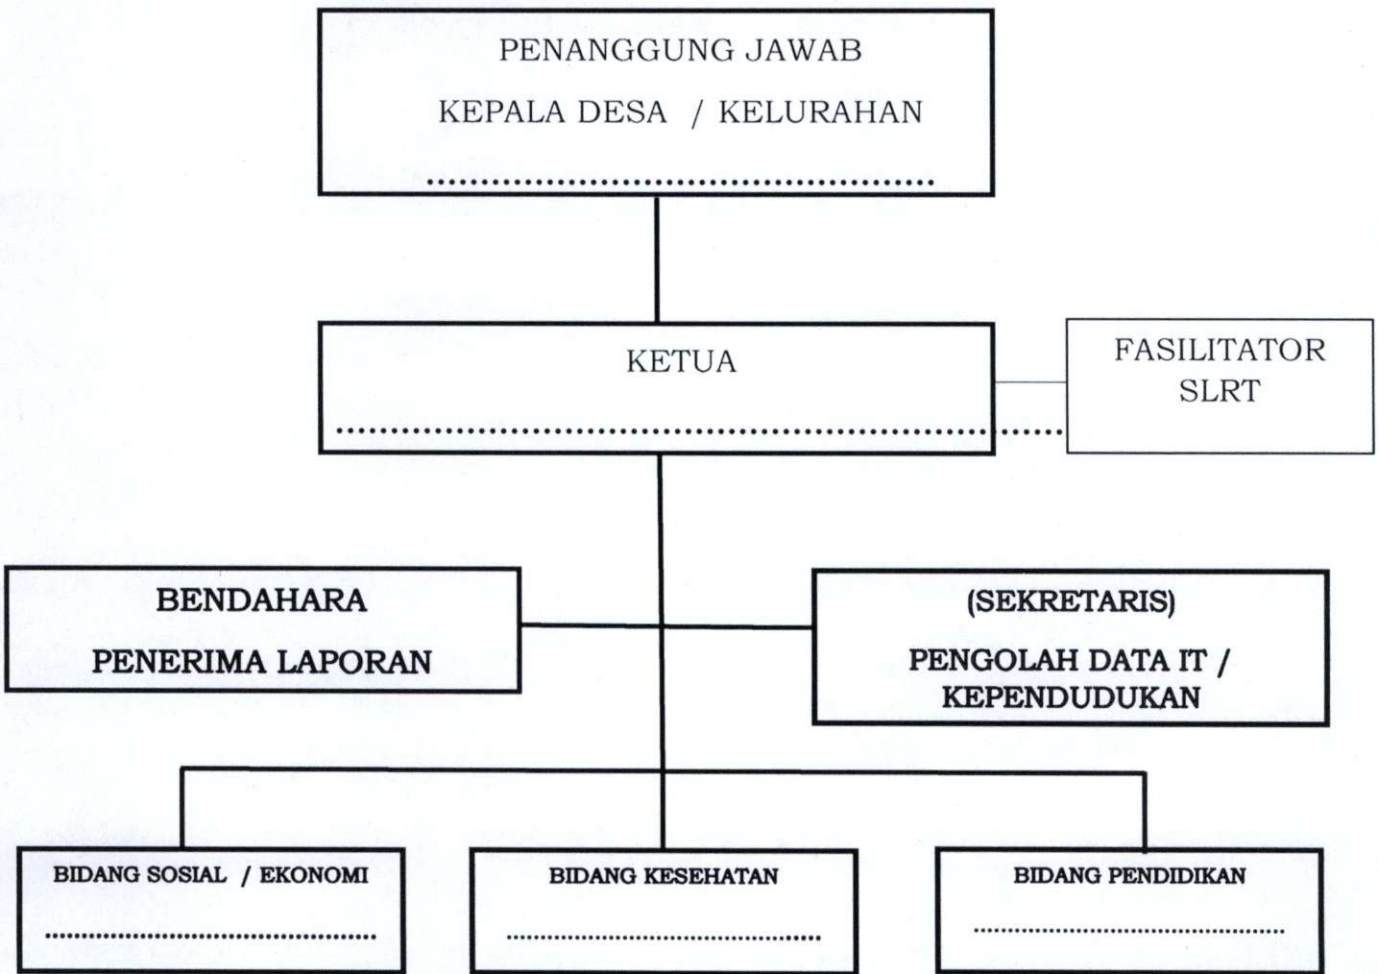 PENANGGUNG JAWAB
KEPALA DESA / KELURAHAN
..................................................
KETUA
......................................................................
FASILITATOR
SLRT
BENDAHARA
PENERIMA LAPORAN
(SEKRETARIS)
PENGOLAH DATA IT /
KEPENDUDUKAN
BIDANG SOSIAL / EKONOMI
..................................................
BIDANG KESEHATAN
..................................................
BIDANG PENDIDIKAN
..................................................